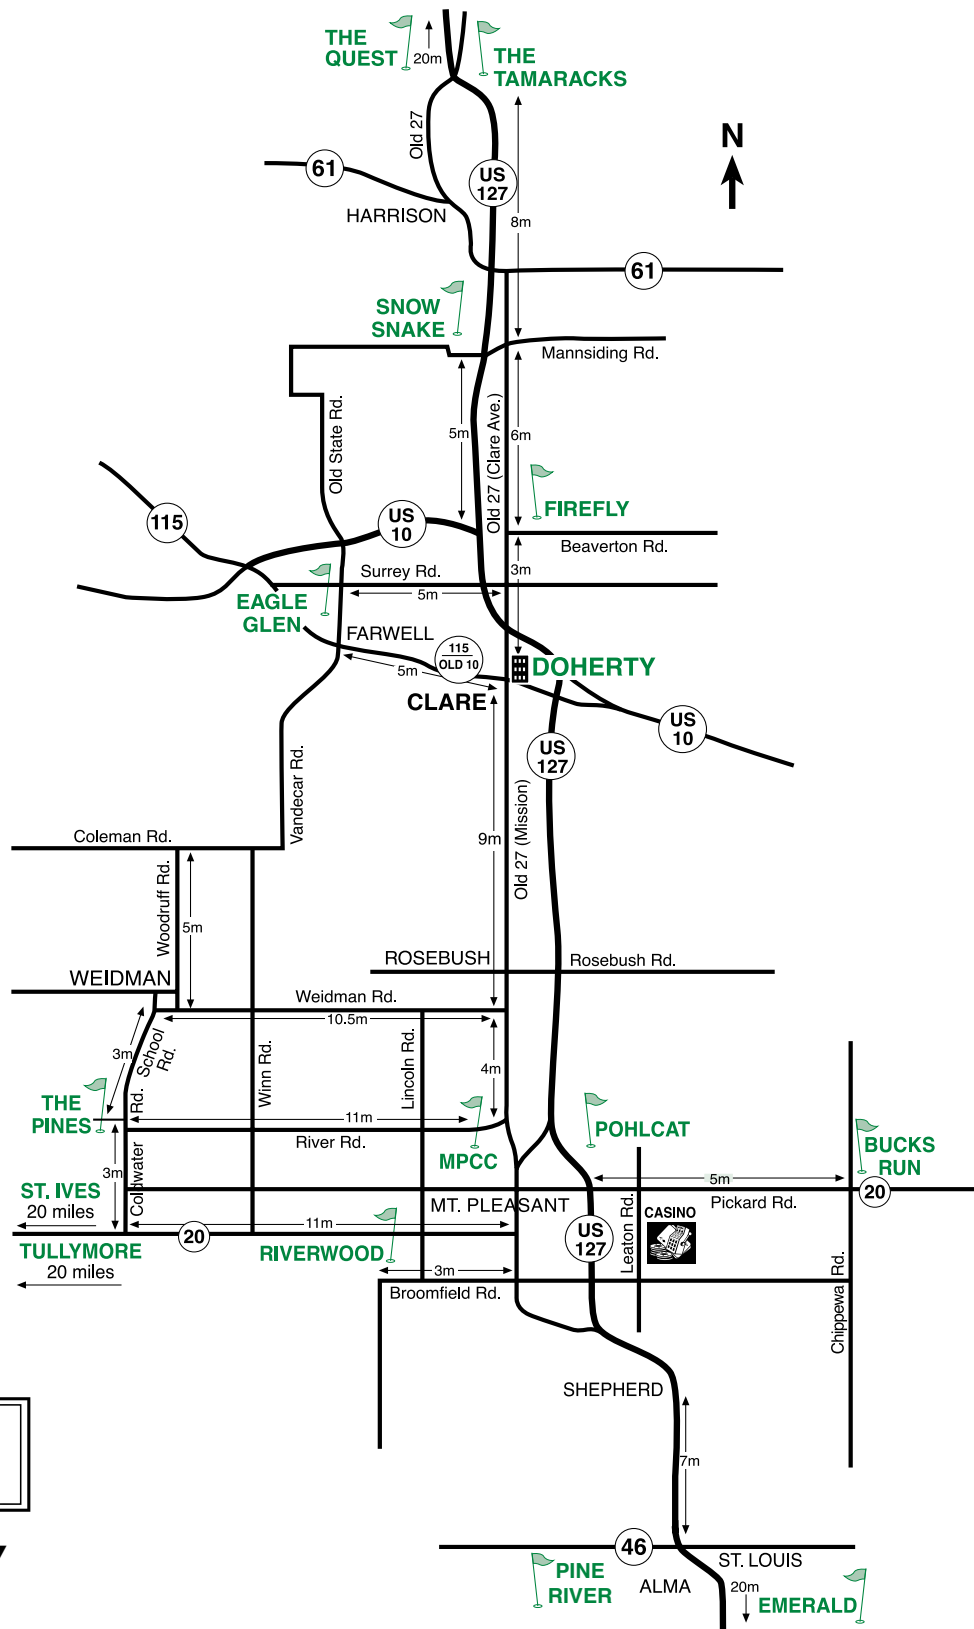 THE
QUEST
20m
THE
TAMARACKS
Old 27
N
61
US
127
HARRISON
8m
61
SNOW
SNAKE
Mannsiding Rd.
Old State Rd.
5m
Old 27 (Clare Ave.)
6m
115
US
10
FIREFLY
Beaverton Rd.
Surrey Rd.
3m
5m
EAGLE
GLEN
FARWELL
115
OLD 10
5m
DOHERTY
CLARE
US
10
US
127
Vandecar Rd.
Coleman Rd.
9m
Old 27 (Mission)
Woodruff Rd.
5m
ROSEBUSH
Rosebush Rd.
WEIDMAN
Weidman Rd.
10.5m
3m
School
Rd.
Winn Rd.
Lincoln Rd.
4m
THE
PINES
Coldwater Rd.
11m
River Rd.
MPCC
POHLCAT
BUCKS
RUN
3m
5m
ST. IVES
20 miles
MT. PLEASANT
Pickard Rd.
20
11m
20
TULLYMORE
20 miles
RIVERWOOD
US
127
Leaton Rd.
CASINO
3m
Broomfield Rd.
Chippewa Rd.
SHEPHERD
7m
46
ST. LOUIS
PINE
RIVER
ALMA
20m
EMERALD